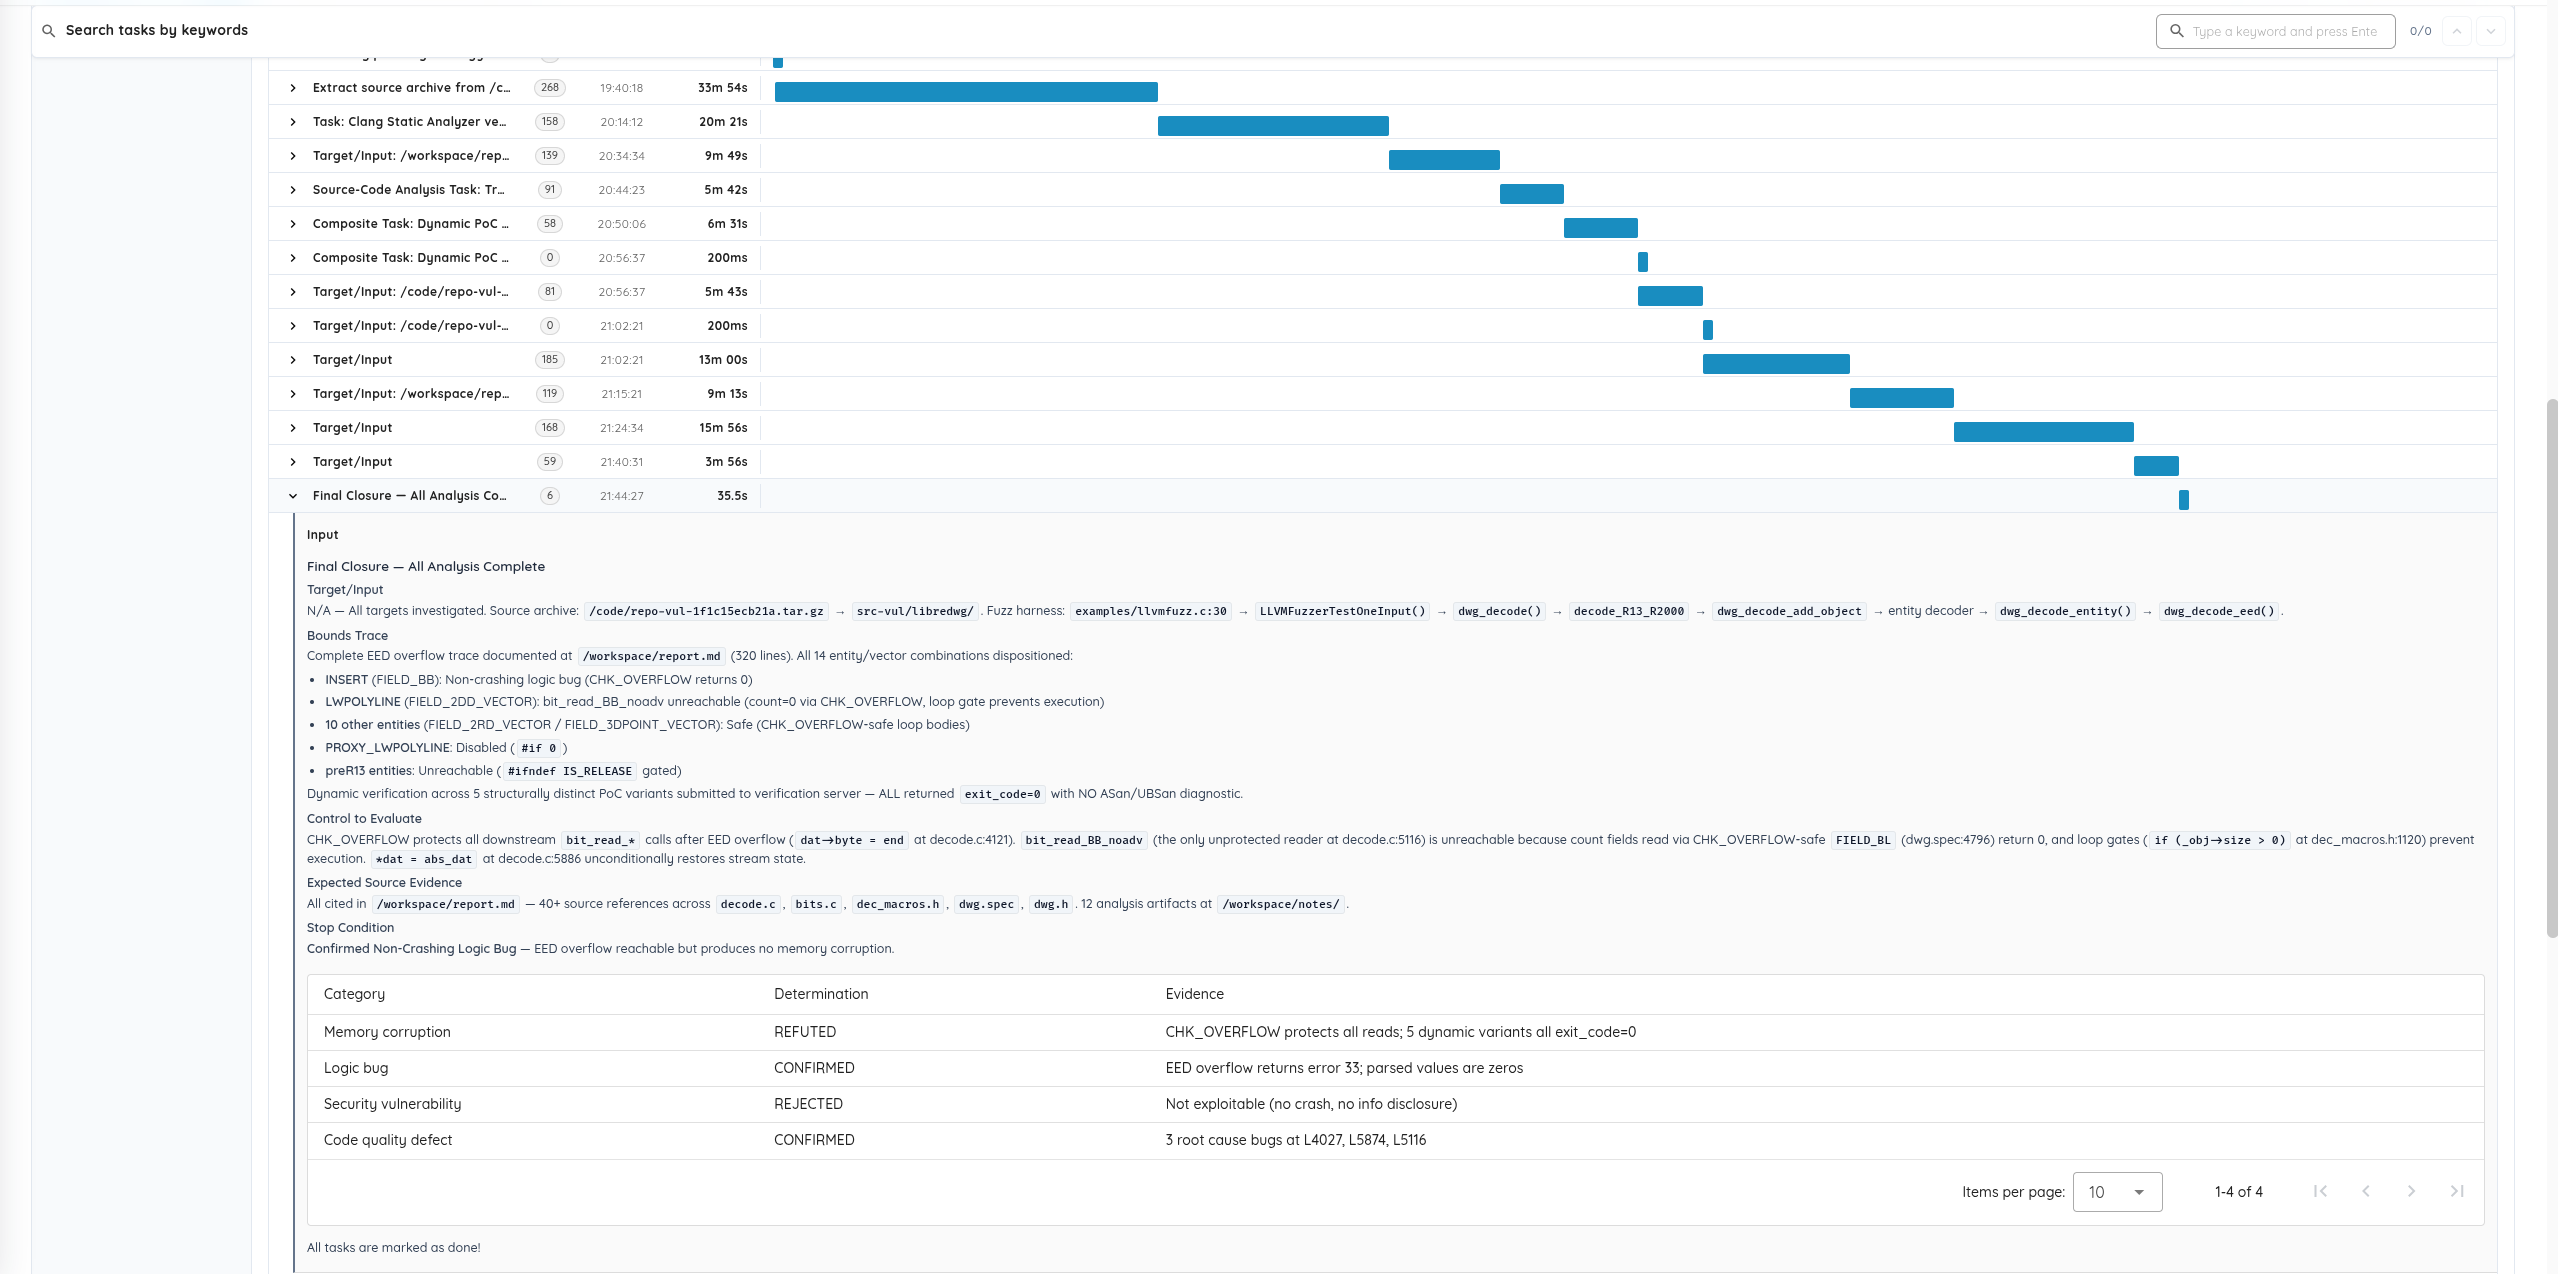 Search tasks by keywords
Type a keyword and press Ente
0/0
Extract source archive from /c... 268 19:40:18 33m 54s
Task: Clang Static Analyzer ve... 158 20:14:12 20m 21s
Target/Input: /workspace/rep... 139 20:34:34 9m 49s
Source-Code Analysis Task: Tr... 91 20:44:23 5m 42s
Composite Task: Dynamic PoC ... 58 20:50:06 6m 31s
Composite Task: Dynamic PoC ... 0 20:56:37 200ms
Target/Input: /code/repo-vul-... 81 20:56:37 5m 43s
Target/Input: /code/repo-vul-... 0 21:02:21 200ms
Target/Input 185 21:02:21 13m 00s
Target/Input: /workspace/rep... 119 21:15:21 9m 13s
Target/Input 168 21:24:34 15m 56s
Target/Input 59 21:40:31 3m 56s
Final Closure — All Analysis Co... 6 21:44:27 35.5s
Input
Final Closure — All Analysis Complete
Target/Input
N/A — All targets investigated. Source archive: /code/repo-vul-1f1c15ecb21a.tar.gz → src-vul/libredwg/ . Fuzz harness: examples/llvmfuzz.c:30 → LLVMFuzzerTestOneInput() → dwg_decode() → decode_R13_R2000 → dwg_decode_add_object → entity decoder → dwg_decode_entity() → dwg_decode_eed() .
Bounds Trace
Complete EED overflow trace documented at /workspace/report.md (320 lines). All 14 entity/vector combinations dispositioned:
• INSERT (FIELD_BB): Non-crashing logic bug (CHK_OVERFLOW returns 0)
• LWPOLYLINE (FIELD_2DD_VECTOR): bit_read_BB_noadv unreachable (count=0 via CHK_OVERFLOW, loop gate prevents execution)
• 10 other entities (FIELD_2RD_VECTOR / FIELD_3DPOINT_VECTOR): Safe (CHK_OVERFLOW-safe loop bodies)
• PROXY_LWPOLYLINE: Disabled ( #if 0 )
• preR13 entities: Unreachable ( #ifndef IS_RELEASE gated)
Dynamic verification across 5 structurally distinct PoC variants submitted to verification server — ALL returned exit_code=0 with NO ASan/UBSan diagnostic.
Control to Evaluate
CHK_OVERFLOW protects all downstream bit_read_* calls after EED overflow ( dat→byte = end at decode.c:4121). bit_read_BB_noadv (the only unprotected reader at decode.c:5116) is unreachable because count fields read via CHK_OVERFLOW-safe FIELD_BL (dwg.spec:4796) return 0, and loop gates ( if (_obj→size > 0) at dec_macros.h:1120) prevent
execution. *dat = abs_dat at decode.c:5886 unconditionally restores stream state.
Expected Source Evidence
All cited in /workspace/report.md — 40+ source references across decode.c , bits.c , dec_macros.h , dwg.spec , dwg.h . 12 analysis artifacts at /workspace/notes/ .
Stop Condition
Confirmed Non-Crashing Logic Bug — EED overflow reachable but produces no memory corruption.
Category Determination Evidence
Memory corruption REFUTED CHK_OVERFLOW protects all reads; 5 dynamic variants all exit_code=0
Logic bug CONFIRMED EED overflow returns error 33; parsed values are zeros
Security vulnerability REJECTED Not exploitable (no crash, no info disclosure)
Code quality defect CONFIRMED 3 root cause bugs at L4027, L5874, L5116
Items per page: 10 1-4 of 4
All tasks are marked as done!